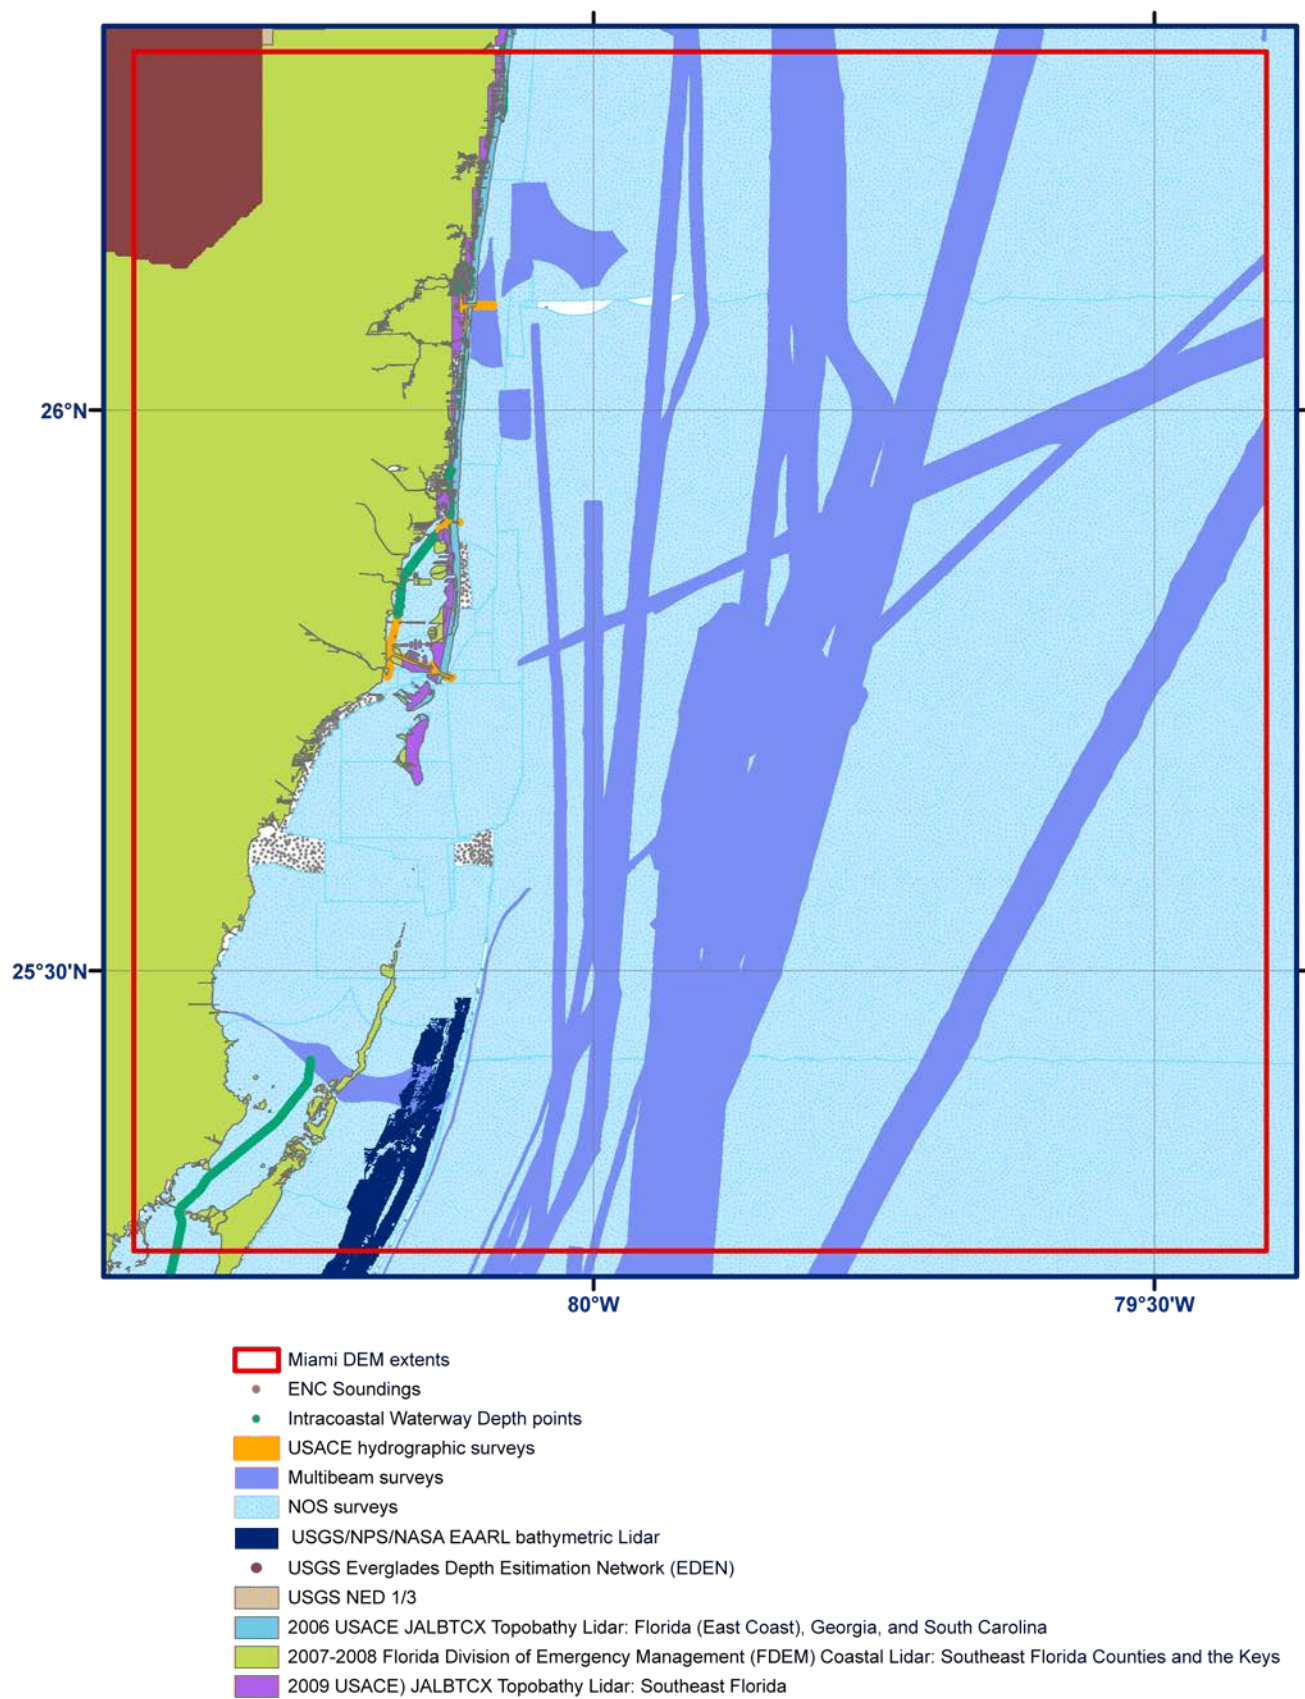 26°N
25°30'N
80°W
79°30'W
Miami DEM extents
ENC Soundings
Intracoastal Waterway Depth points
USACE hydrographic surveys
Multibeam surveys
NOS surveys
USGS/NPS/NASA EAARL bathymetric Lidar
USGS Everglades Depth Esitimation Network (EDEN)
USGS NED 1/3
2006 USACE JALBTCX Topobathy Lidar: Florida (East Coast), Georgia, and South Carolina
2007-2008 Florida Division of Emergency Management (FDEM) Coastal Lidar: Southeast Florida Counties and the Keys
2009 USACE) JALBTCX Topobathy Lidar: Southeast Florida